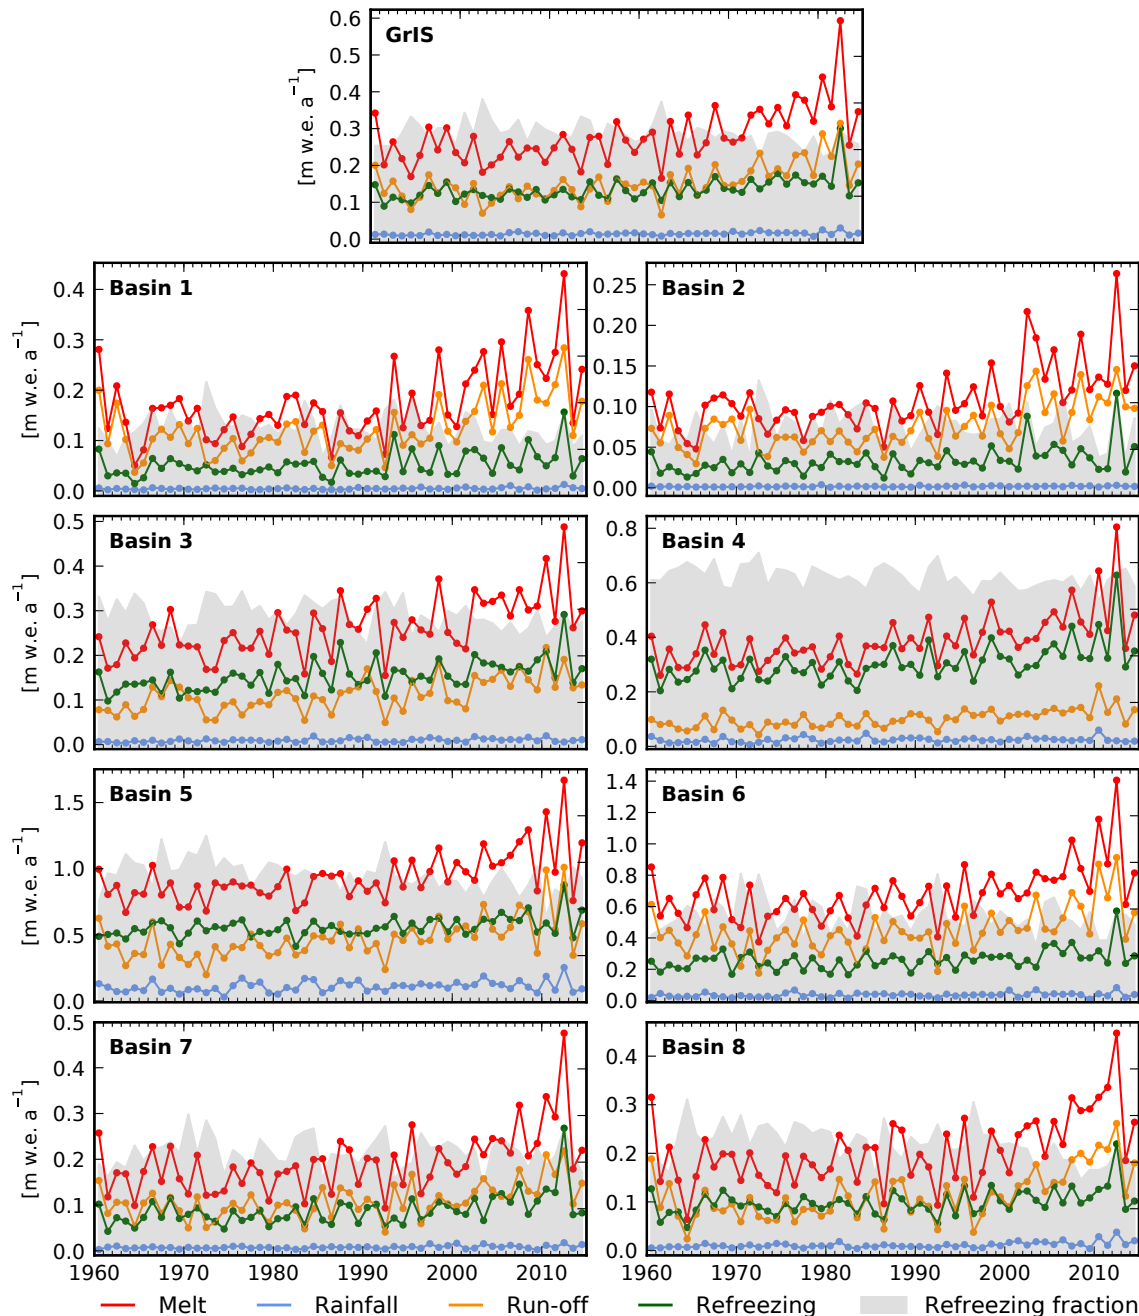 GrIS
[m w.e. a⁻¹]
0.6
0.5
0.4
0.3
0.2
0.1
0.0
1960 1970 1980 1990 2000 2010
Basin 1
[m w.e. a⁻¹]
0.4
0.3
0.2
0.1
0.0
Basin 2
0.25
0.20
0.15
0.10
0.05
0.00
Basin 3
[m w.e. a⁻¹]
0.5
0.4
0.3
0.2
0.1
0.0
Basin 4
0.8
0.6
0.4
0.2
0.0
Basin 5
[m w.e. a⁻¹]
1.5
1.0
0.5
0.0
Basin 6
1.4
1.2
1.0
0.8
0.6
0.4
0.2
0.0
Basin 7
[m w.e. a⁻¹]
0.5
0.4
0.3
0.2
0.1
0.0
1960 1970 1980 1990 2000 2010
Basin 8
0.4
0.3
0.2
0.1
0.0
1960 1970 1980 1990 2000 2010
Melt Rainfall Run-off Refreezing Refreezing fraction